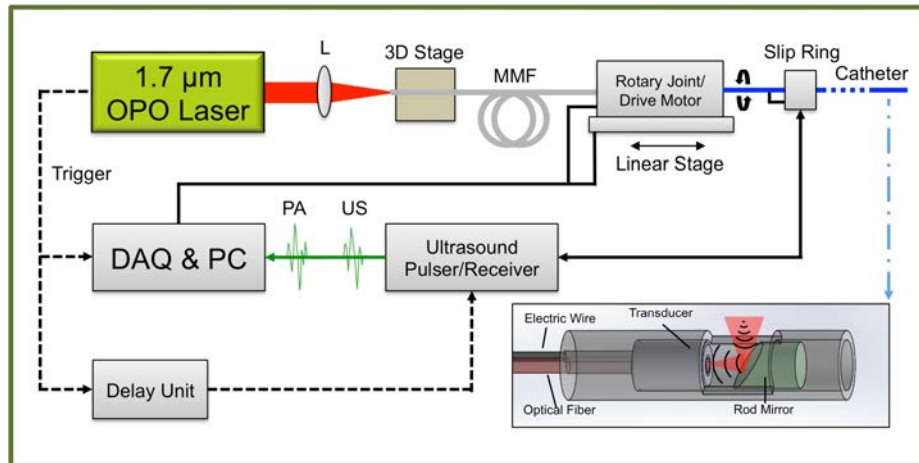 L
3D Stage
MMF
Slip Ring
Catheter
1.7 µm
OPO Laser
Rotary Joint/
Drive Motor
Linear Stage
Trigger
PA
US
DAQ & PC
Ultrasound
Pulser/Receiver
Electric Wire
Transducer
Optical Fiber
Rod Mirror
Delay Unit